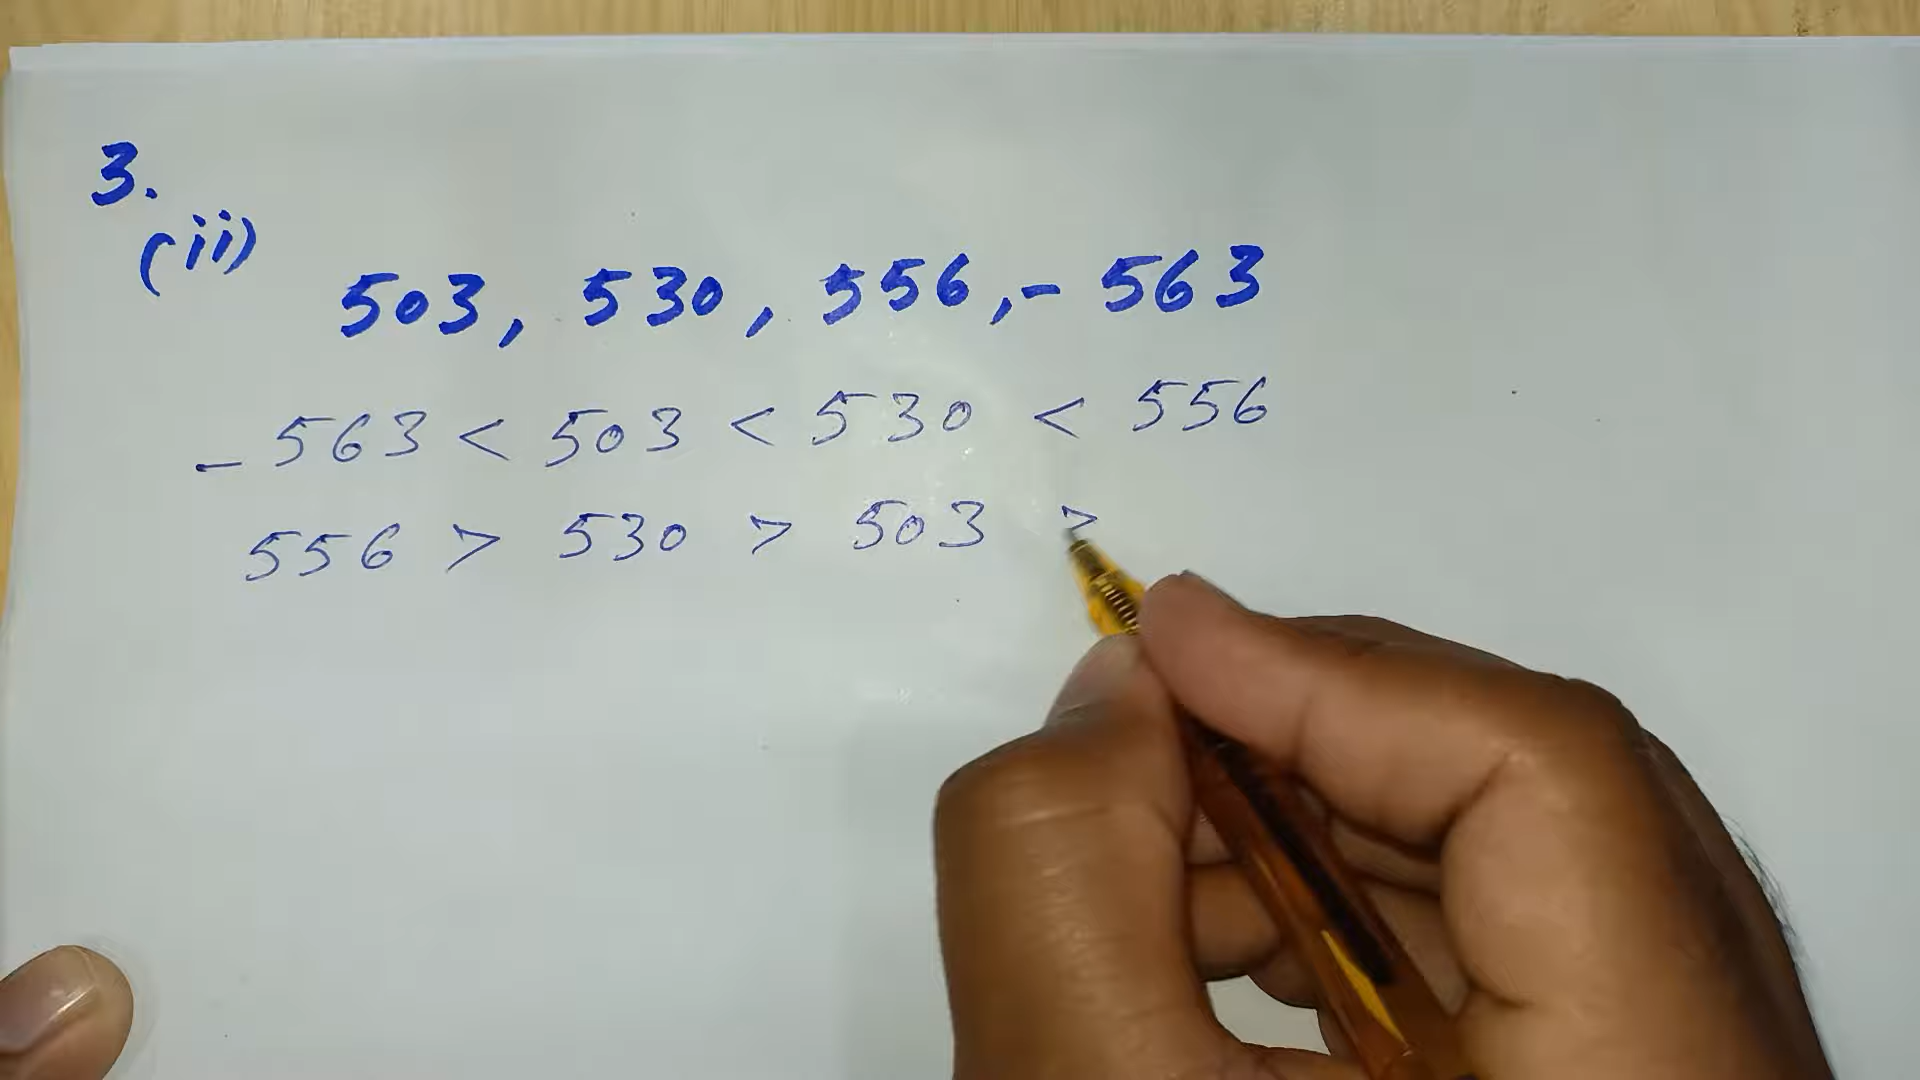 3.
(ii)
503, 530, 556, - 563
- 563 < 503 < 530 < 556
556 > 530 > 503 >